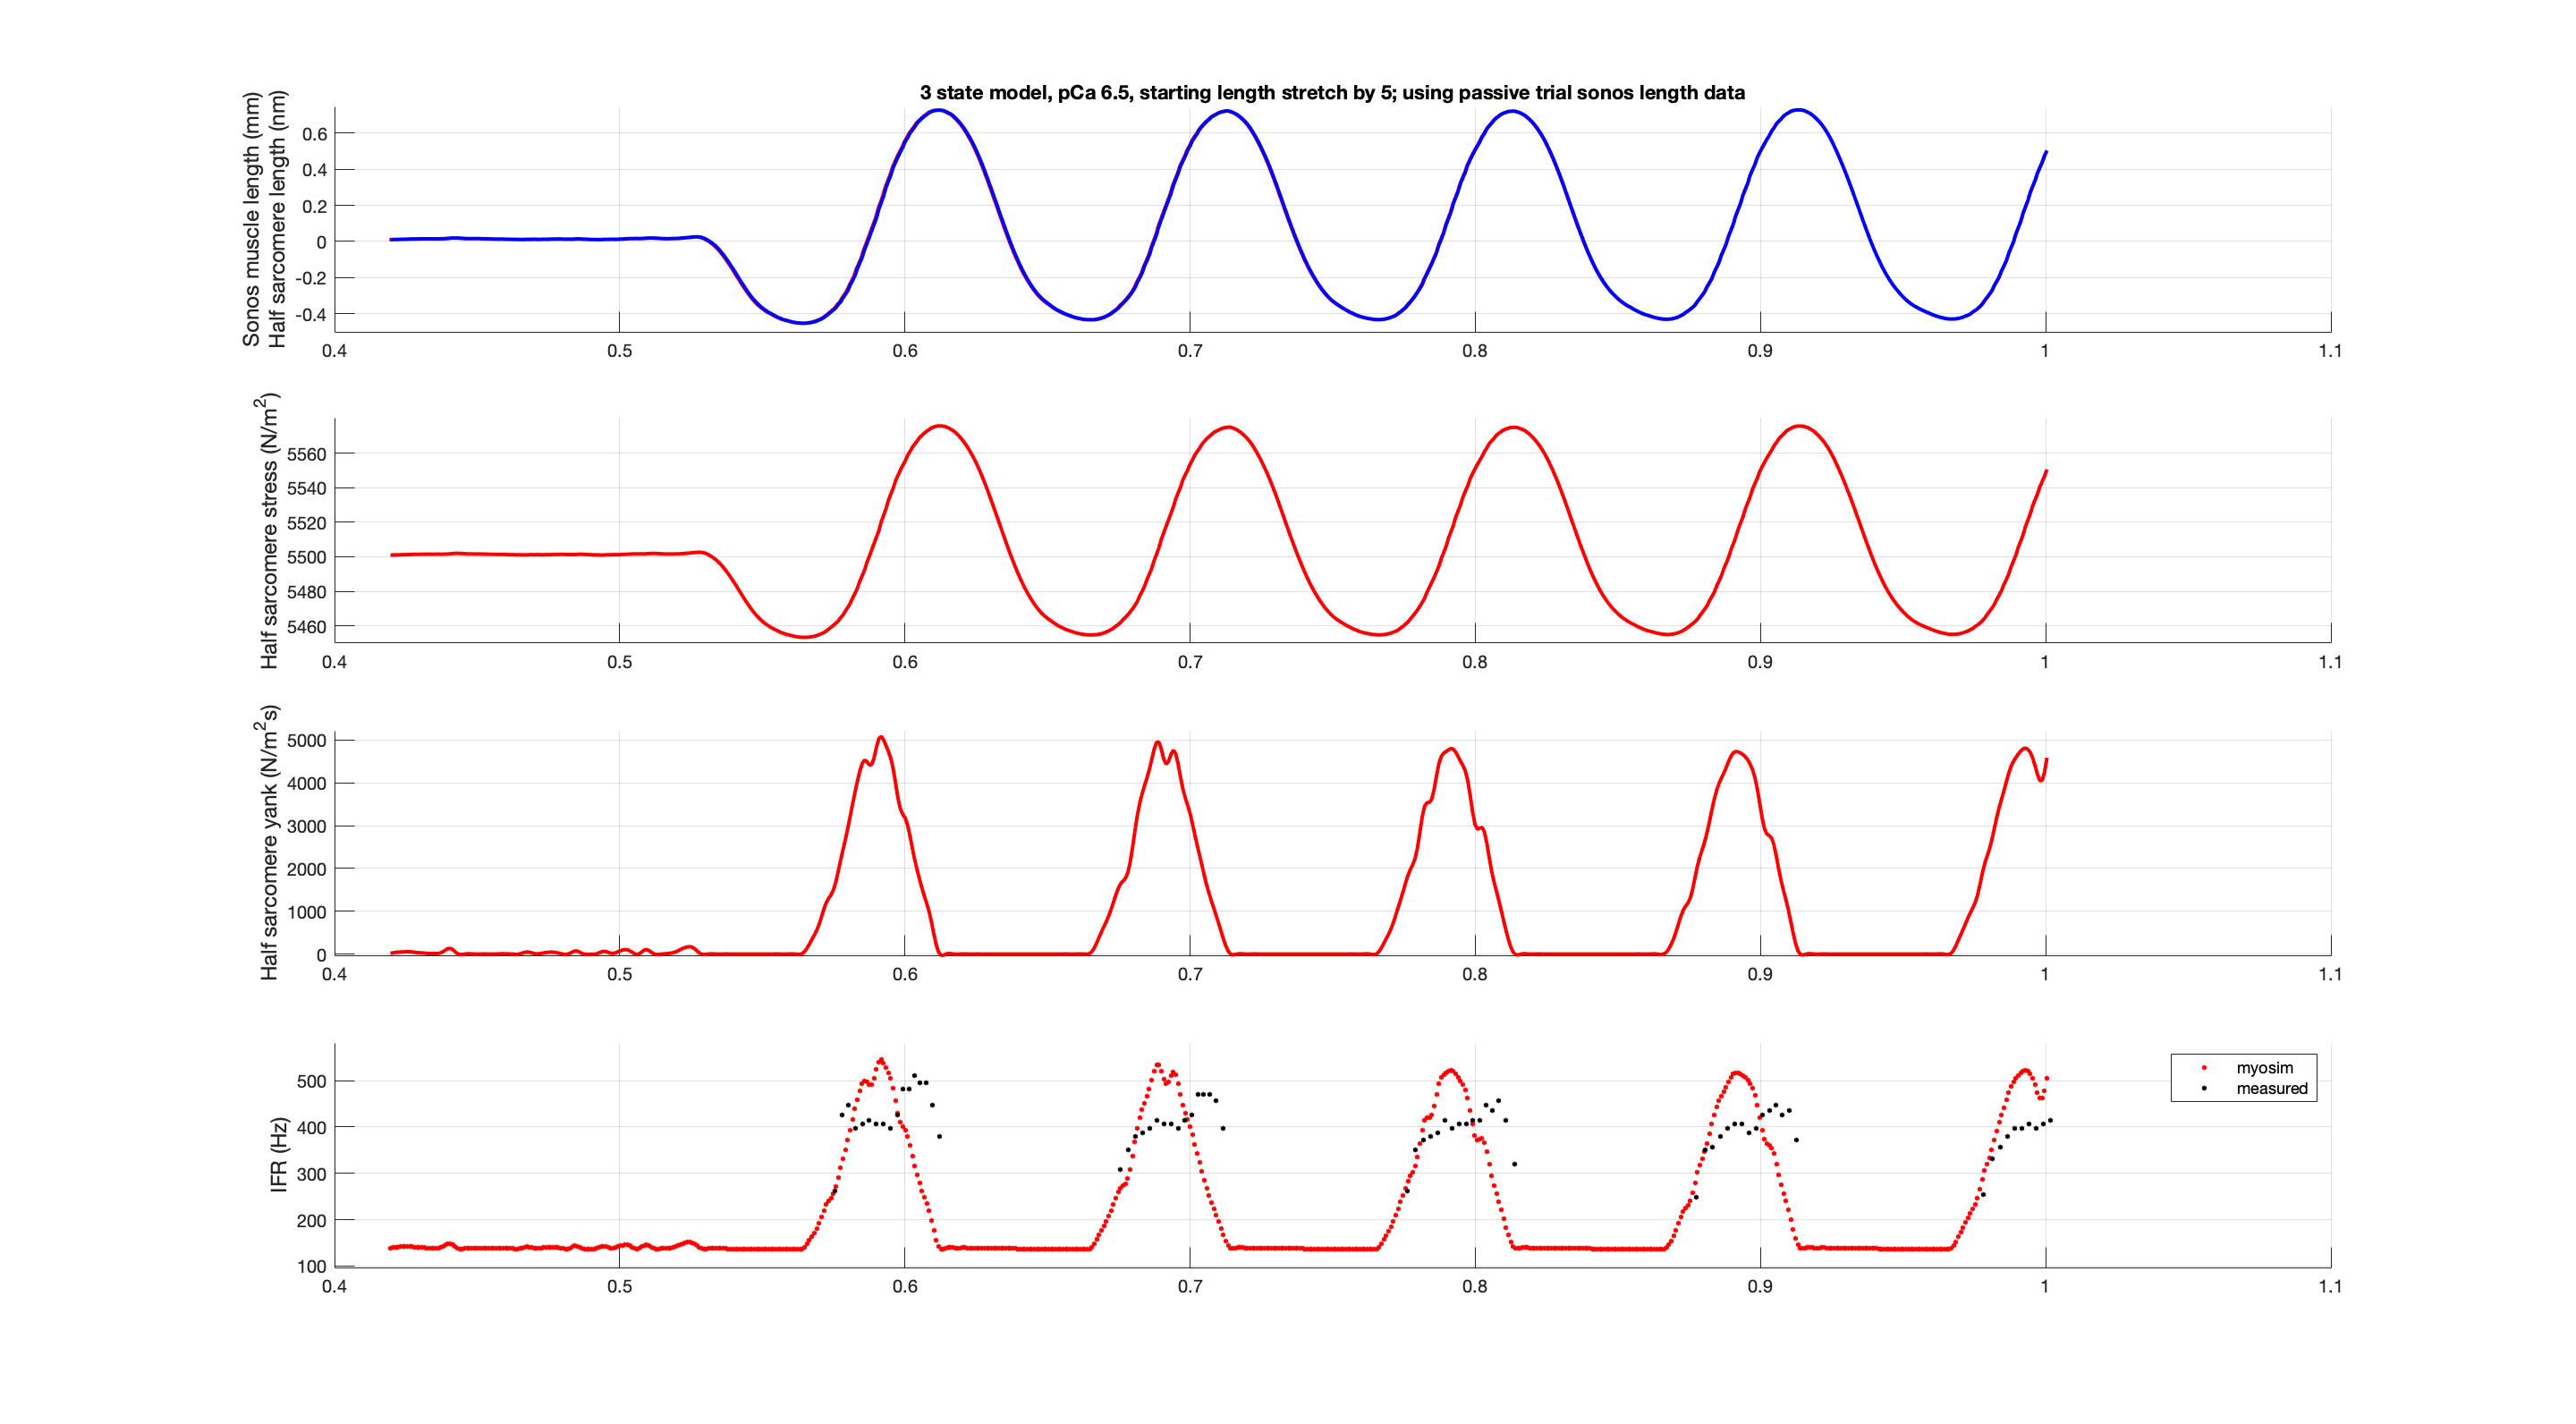 3 state model, pCa 6.5, starting length stretch by 5; using passive trial sonos length data
Sonos muscle length (mm)
Half sarcomere length (nm)
0.6
0.4
0.2
0
-0.2
-0.4
0.4 0.5 0.6 0.7 0.8 0.9 1 1.1
Half sarcomere stress (N/m²)
5560
5540
5520
5500
5480
5460
0.4 0.5 0.6 0.7 0.8 0.9 1 1.1
Half sarcomere yank (N/m²s)
5000
4000
3000
2000
1000
0
0.4 0.5 0.6 0.7 0.8 0.9 1 1.1
IFR (Hz)
500
400
300
200
100
0.4 0.5 0.6 0.7 0.8 0.9 1 1.1
myosim
measured